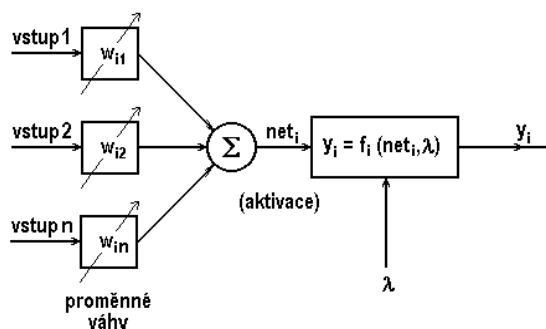 vstup 1
w_i1
vstup 2
w_i2
Σ
net_i
y_i = f_i (net_i, λ)
y_i
(aktivace)
vstup n
w_in
λ
proměnné
váhy